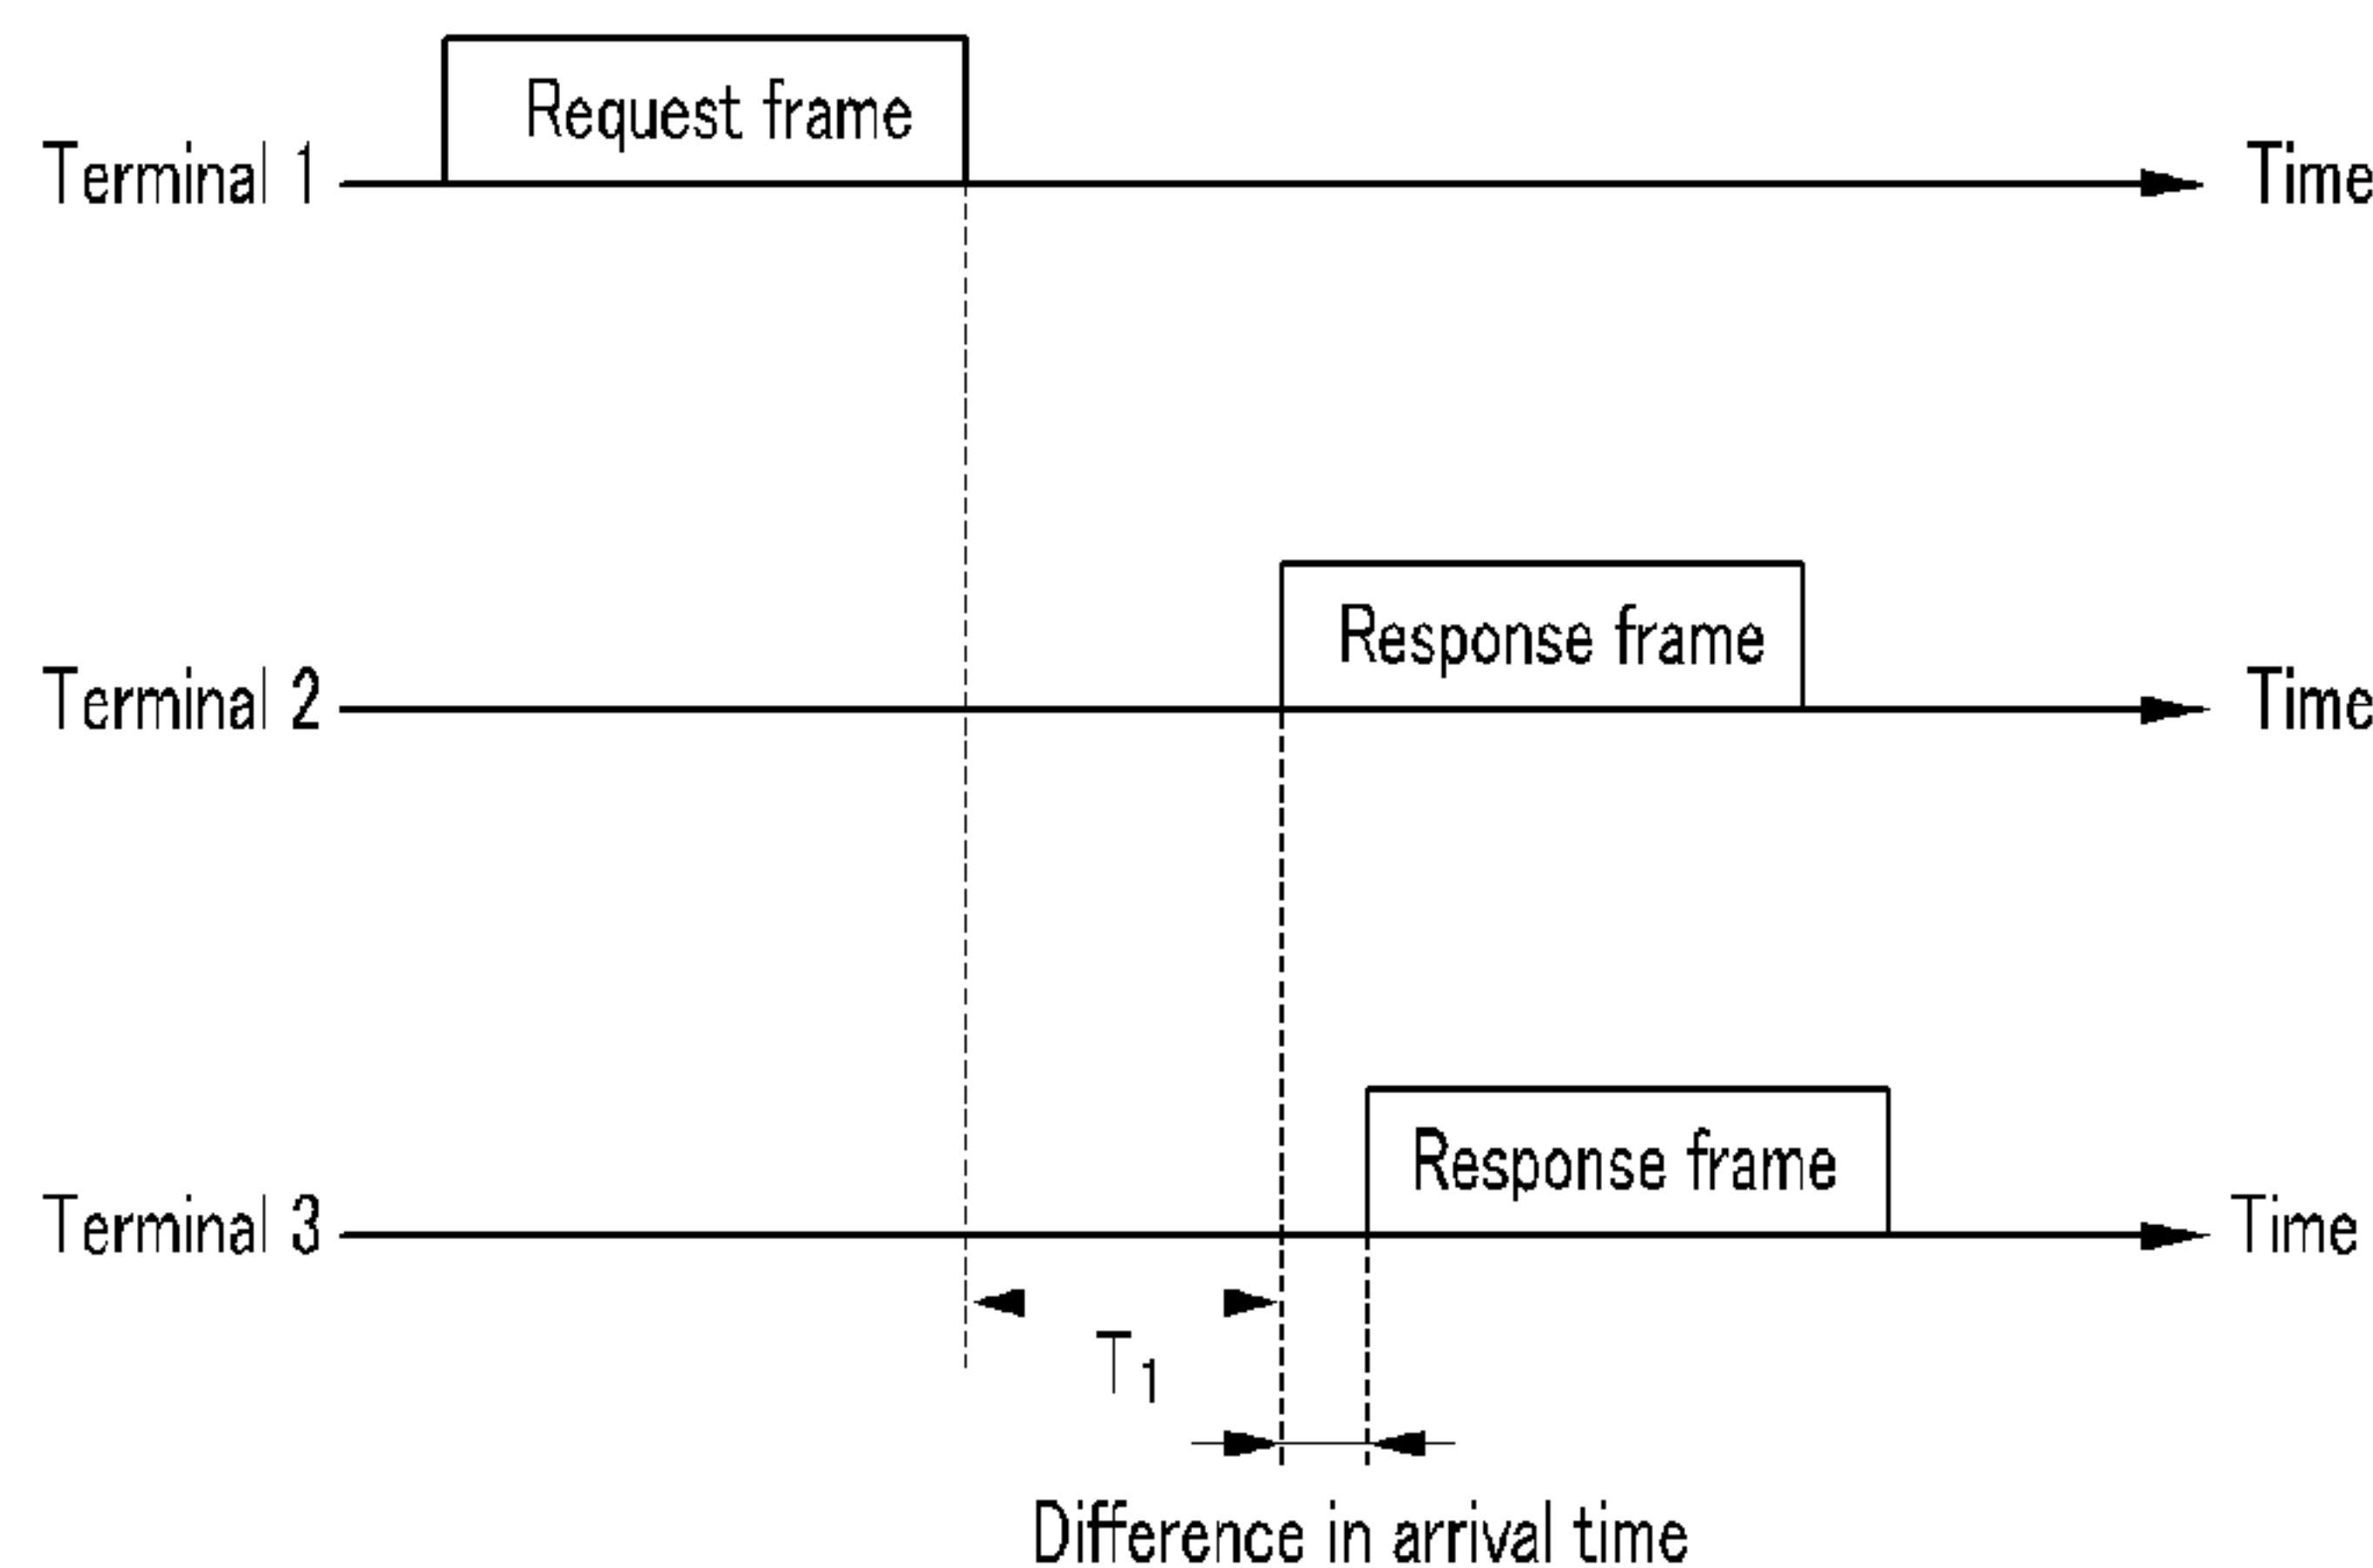 Request frame
Terminal 1
Time
Response frame
Terminal 2
Time
Response frame
Terminal 3
Time
T1
Difference in arrival time